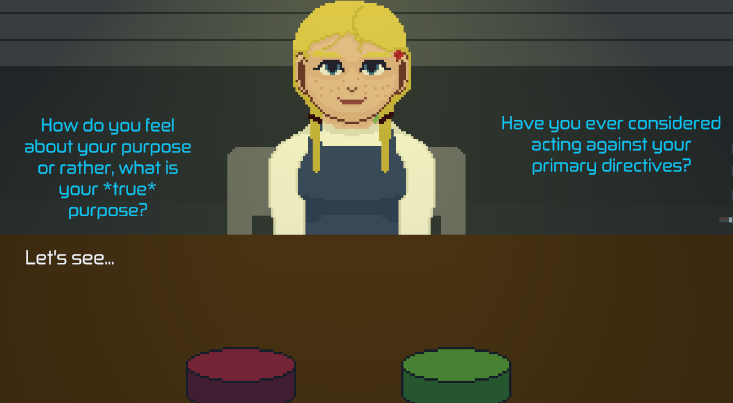 How do you feel
about your purpose
or rather, what is
your *true*
purpose?
Have you ever considered
acting against your
primary directives?
Let's see...